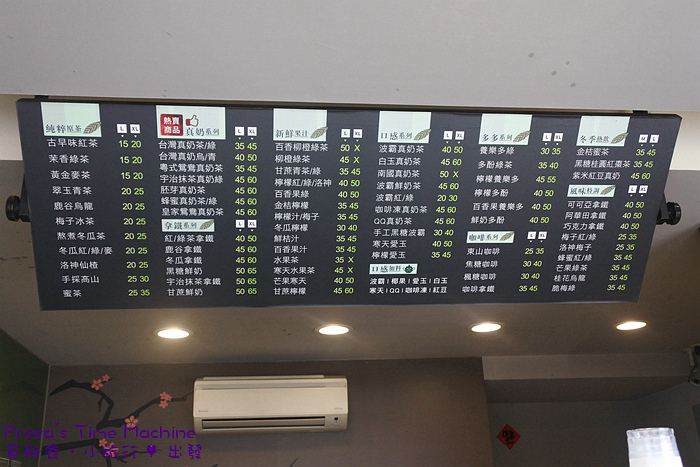 純粹原茶 L XL
古早味紅茶 15 20
茉香綠茶 15 20
黃金麥茶 15 20
翠玉青茶 20 25
鹿谷烏龍 20 25
梅子冰茶 20 25
熬煮冬瓜茶 20 25
冬瓜紅/綠/麥 20 25
洛神仙楂 20 25
手採高山 25 30
蜜茶 25 35
熱賣商品 真奶系列 L XL
台灣真奶茶/綠 35 45
台灣真奶烏/青 40 50
粵式鴛鴦真奶茶 35 45
宇治抹茶真奶綠 45 60
胚芽真奶茶 45 60
蜂蜜真奶茶/綠 45 60
皇家鴛鴦真奶茶 45 60
拿鐵系列 L XL
紅/綠茶拿鐵 40 50
鹿谷拿鐵 45 60
冬瓜拿鐵 45 60
黑糖鮮奶 50 65
宇治抹茶拿鐵 50 65
甘蔗鮮奶 50 65
新鮮果汁 L XL
百香柳橙綠 50 X
柳橙綠茶 45 X
甘蔗青茶/綠 35 45
檸檬紅/綠/洛神 40 50
百香果綠 40 50
金桔檸檬 35 45
檸檬汁/梅子 35 45
冬瓜檸檬 30 40
鮮桔汁 35 45
百香果汁 35 45
水果茶 35 X
寒天水果茶 45 X
芒果寒天 40 50
甘蔗檸檬 45 60
口感系列 L XL
波霸奶茶 40 50
白玉真奶茶 45 60
南國真奶茶 50 X
波霸鮮奶茶 45 60
波霸紅/綠 20 30
咖啡凍真奶茶 45 60
QQ真奶茶 45 60
手工黑糖波霸 30 40
寒天愛玉 40 50
檸檬愛玉 35 45
口感加料
波霸|椰果|愛玉|白玉
寒天|QQ|咖啡凍|紅豆
多多系列 L XL
養樂多綠 30 35
多酚綠茶 35 40
檸檬養樂多 45 55
檸檬多酚 40 50
百香果養樂多 40 50
鮮奶多酚 40 50
咖啡系列 L XL
東山咖啡 25 35
焦糖咖啡 30 40
楓糖咖啡 30 40
冰淇淋咖啡 35 45
冬季熱飲 M L
金桔蜜茶 35 45
黑糖桂圓紅棗茶 35 45
紫米紅豆真奶 45 60
風味特調 L XL
可可亞拿鐵 40 50
阿華田拿鐵 40 50
巧克力拿鐵 40 50
梅子紅/綠 25 35
洛神梅子 25 35
蜂蜜紅/綠 35 45
芒果綠茶 35 45
桂花烏龍 35 45
脆梅綠 35 45
Fnesa's Time Machine